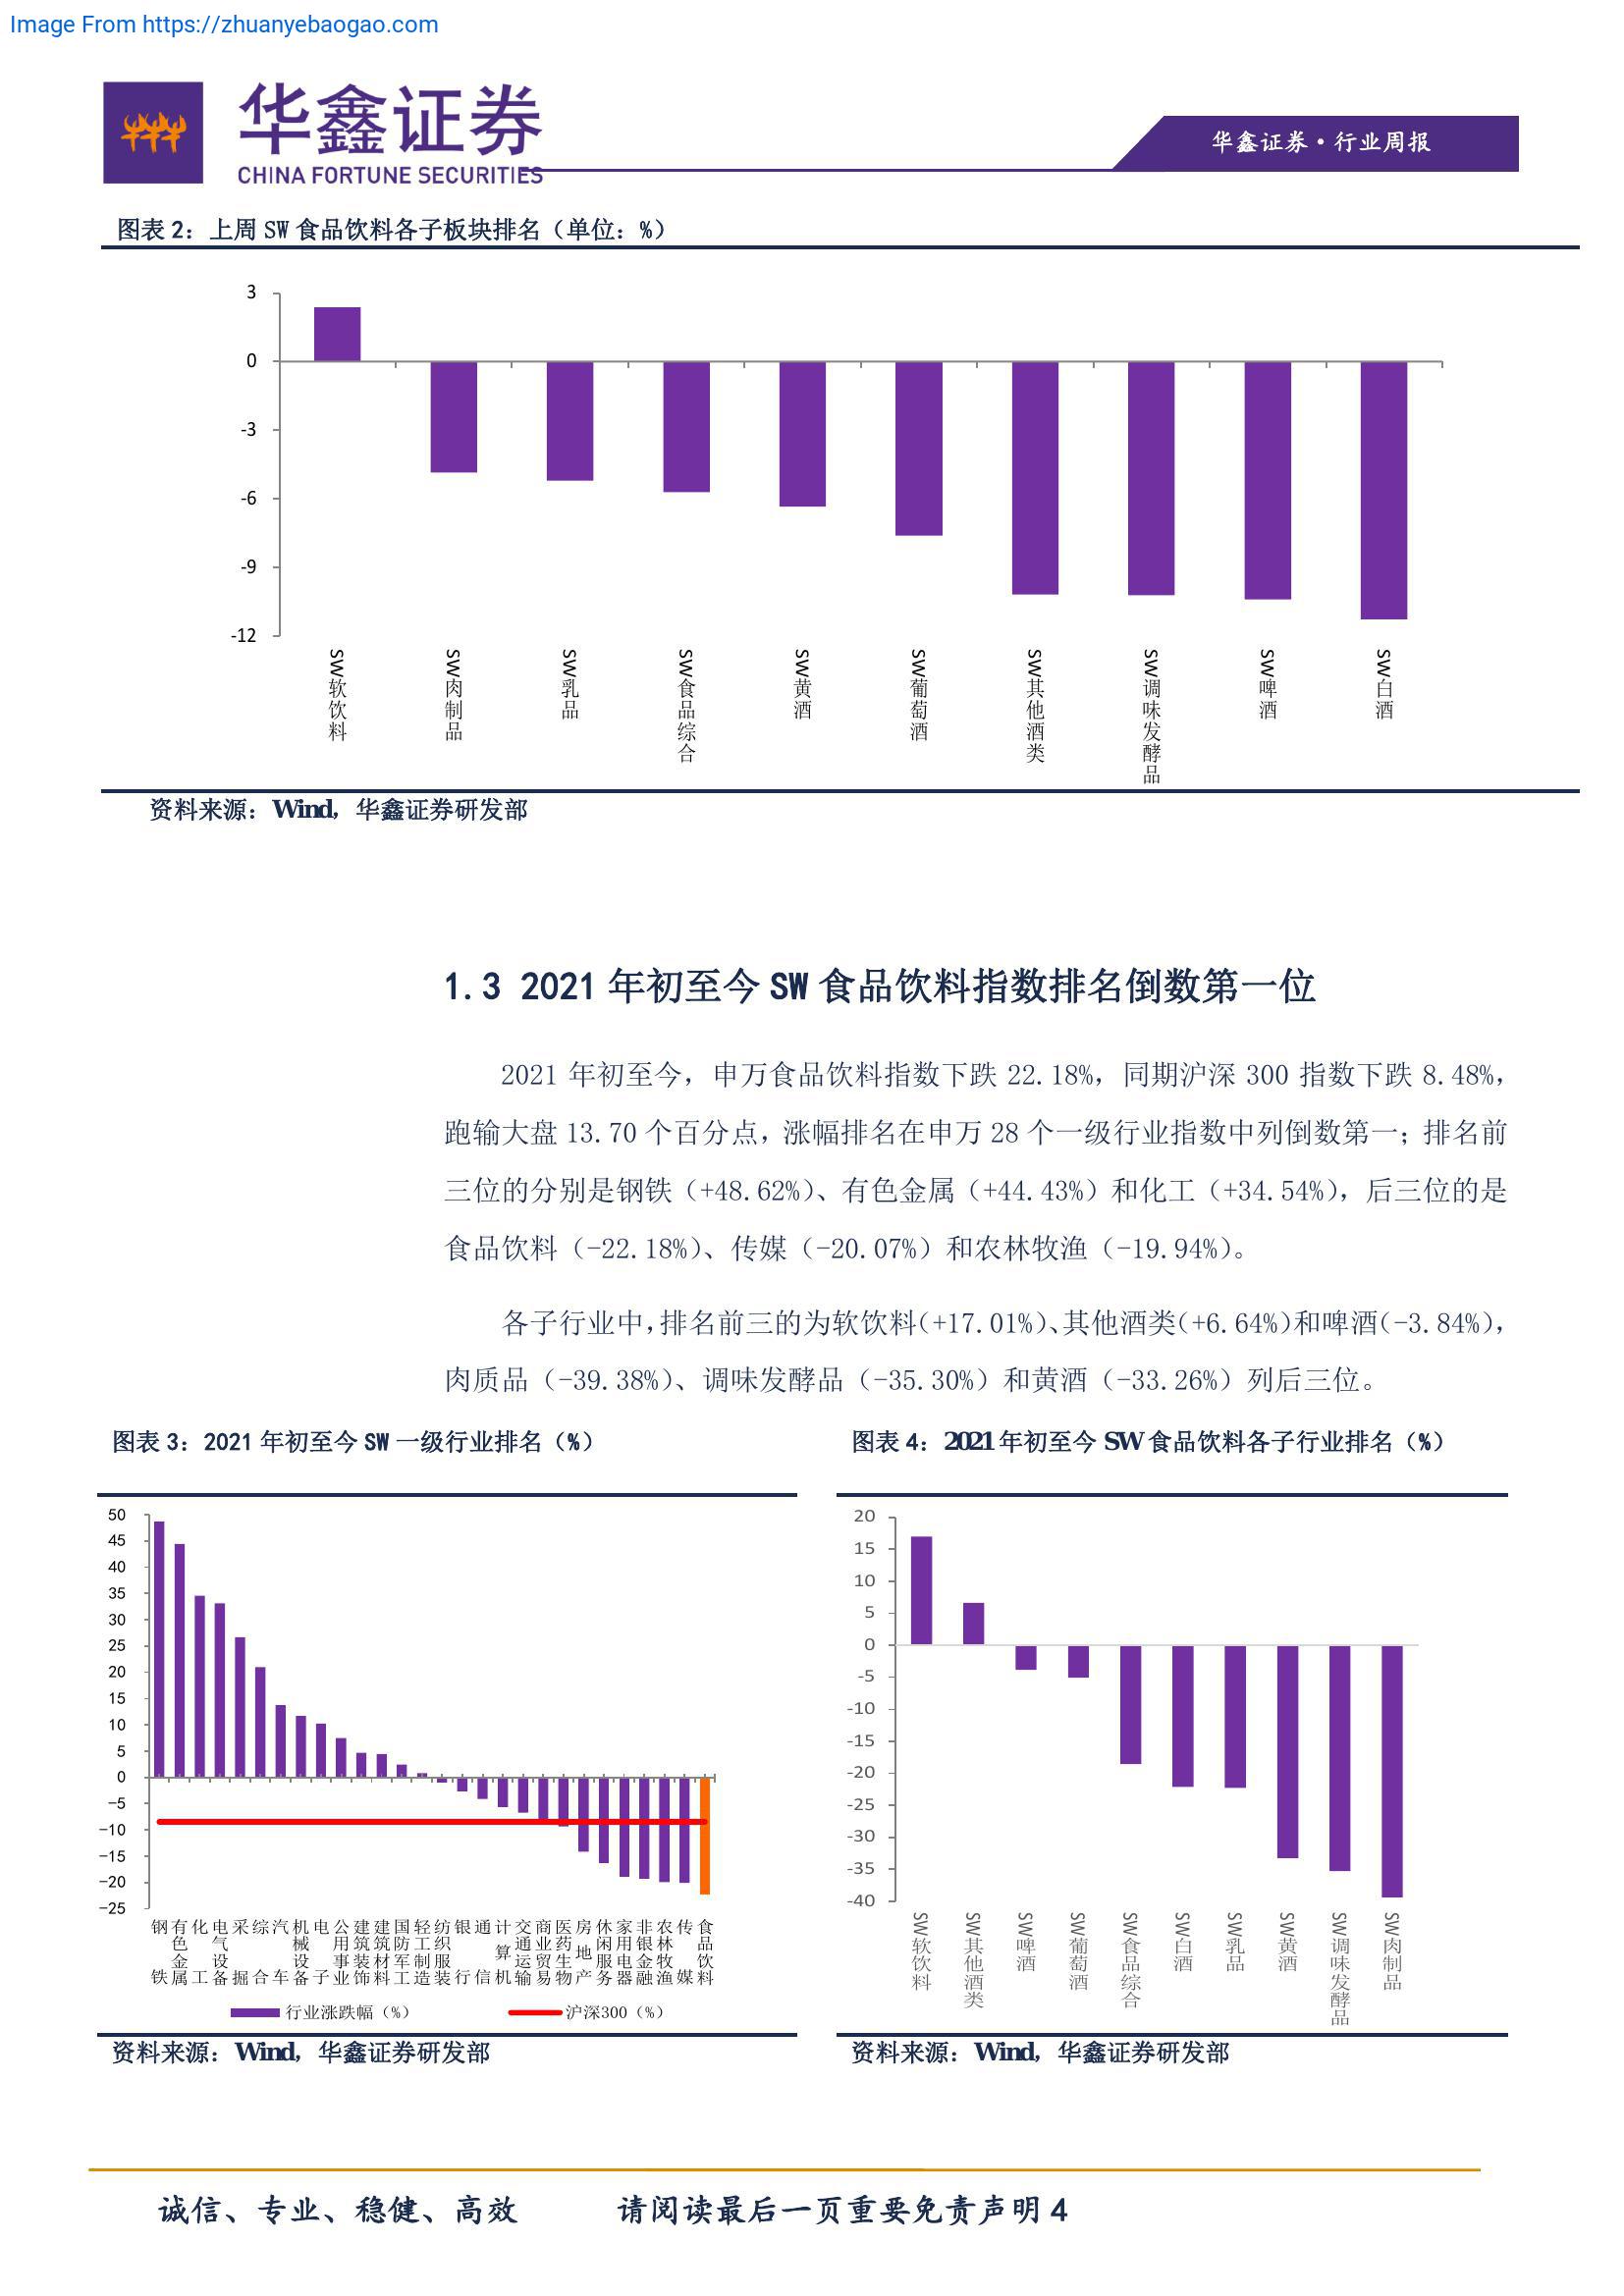 Image From https://zhuanyebaogao.com
华鑫证券
CHINA FORTUNE SECURITIES
华鑫证券·行业周报
图表 2：上周 SW 食品饮料各子板块排名（单位：%）
3
0
-3
-6
-9
-12
SW软饮料
SW肉制品
SW乳品
SW食品综合
SW黄酒
SW葡萄酒
SW其他酒类
SW调味发酵品
SW啤酒
SW白酒
资料来源：Wind，华鑫证券研发部
1.3 2021 年初至今 SW 食品饮料指数排名倒数第一位
2021 年初至今，申万食品饮料指数下跌 22.18%，同期沪深 300 指数下跌 8.48%，
跑输大盘 13.70 个百分点，涨幅排名在申万 28 个一级行业指数中列倒数第一；排名前
三位的分别是钢铁（+48.62%）、有色金属（+44.43%）和化工（+34.54%），后三位的是
食品饮料（-22.18%）、传媒（-20.07%）和农林牧渔（-19.94%）。
各子行业中，排名前三的为软饮料(+17.01%)、其他酒类(+6.64%)和啤酒(-3.84%)，
肉质品（-39.38%）、调味发酵品（-35.30%）和黄酒（-33.26%）列后三位。
图表 3：2021 年初至今 SW 一级行业排名（%）
50
45
40
35
30
25
20
15
10
5
0
-5
-10
-15
-20
-25
钢铁
有色金属
化工
电气设备
采掘
综合
汽车
机械设备
电子
公用事业
建筑装饰
建筑材料
国防军工
轻工制造
纺织服装
银行
通信
计算机
交通运输
商业贸易
医药生物
房地产
休闲服务
家用电器
非银金融
农林牧渔
传媒
食品饮料
行业涨跌幅（%）
沪深300（%）
资料来源：Wind，华鑫证券研发部
图表 4：2021 年初至今 SW 食品饮料各子行业排名（%）
20
15
10
5
0
-5
-10
-15
-20
-25
-30
-35
-40
SW软饮料
SW其他酒类
SW啤酒
SW葡萄酒
SW食品综合
SW白酒
SW乳品
SW黄酒
SW调味发酵品
SW肉制品
资料来源：Wind，华鑫证券研发部
诚信、专业、稳健、高效
请阅读最后一页重要免责声明 4